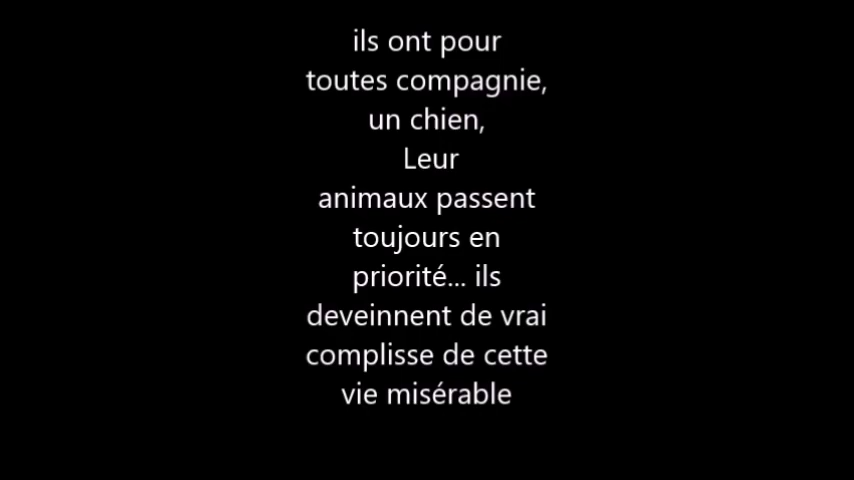 ils ont pour
toutes compagnie,
un chien,
Leur
animaux passent
toujours en
priorité... ils
deveinnent de vrai
complisse de cette
vie misérable